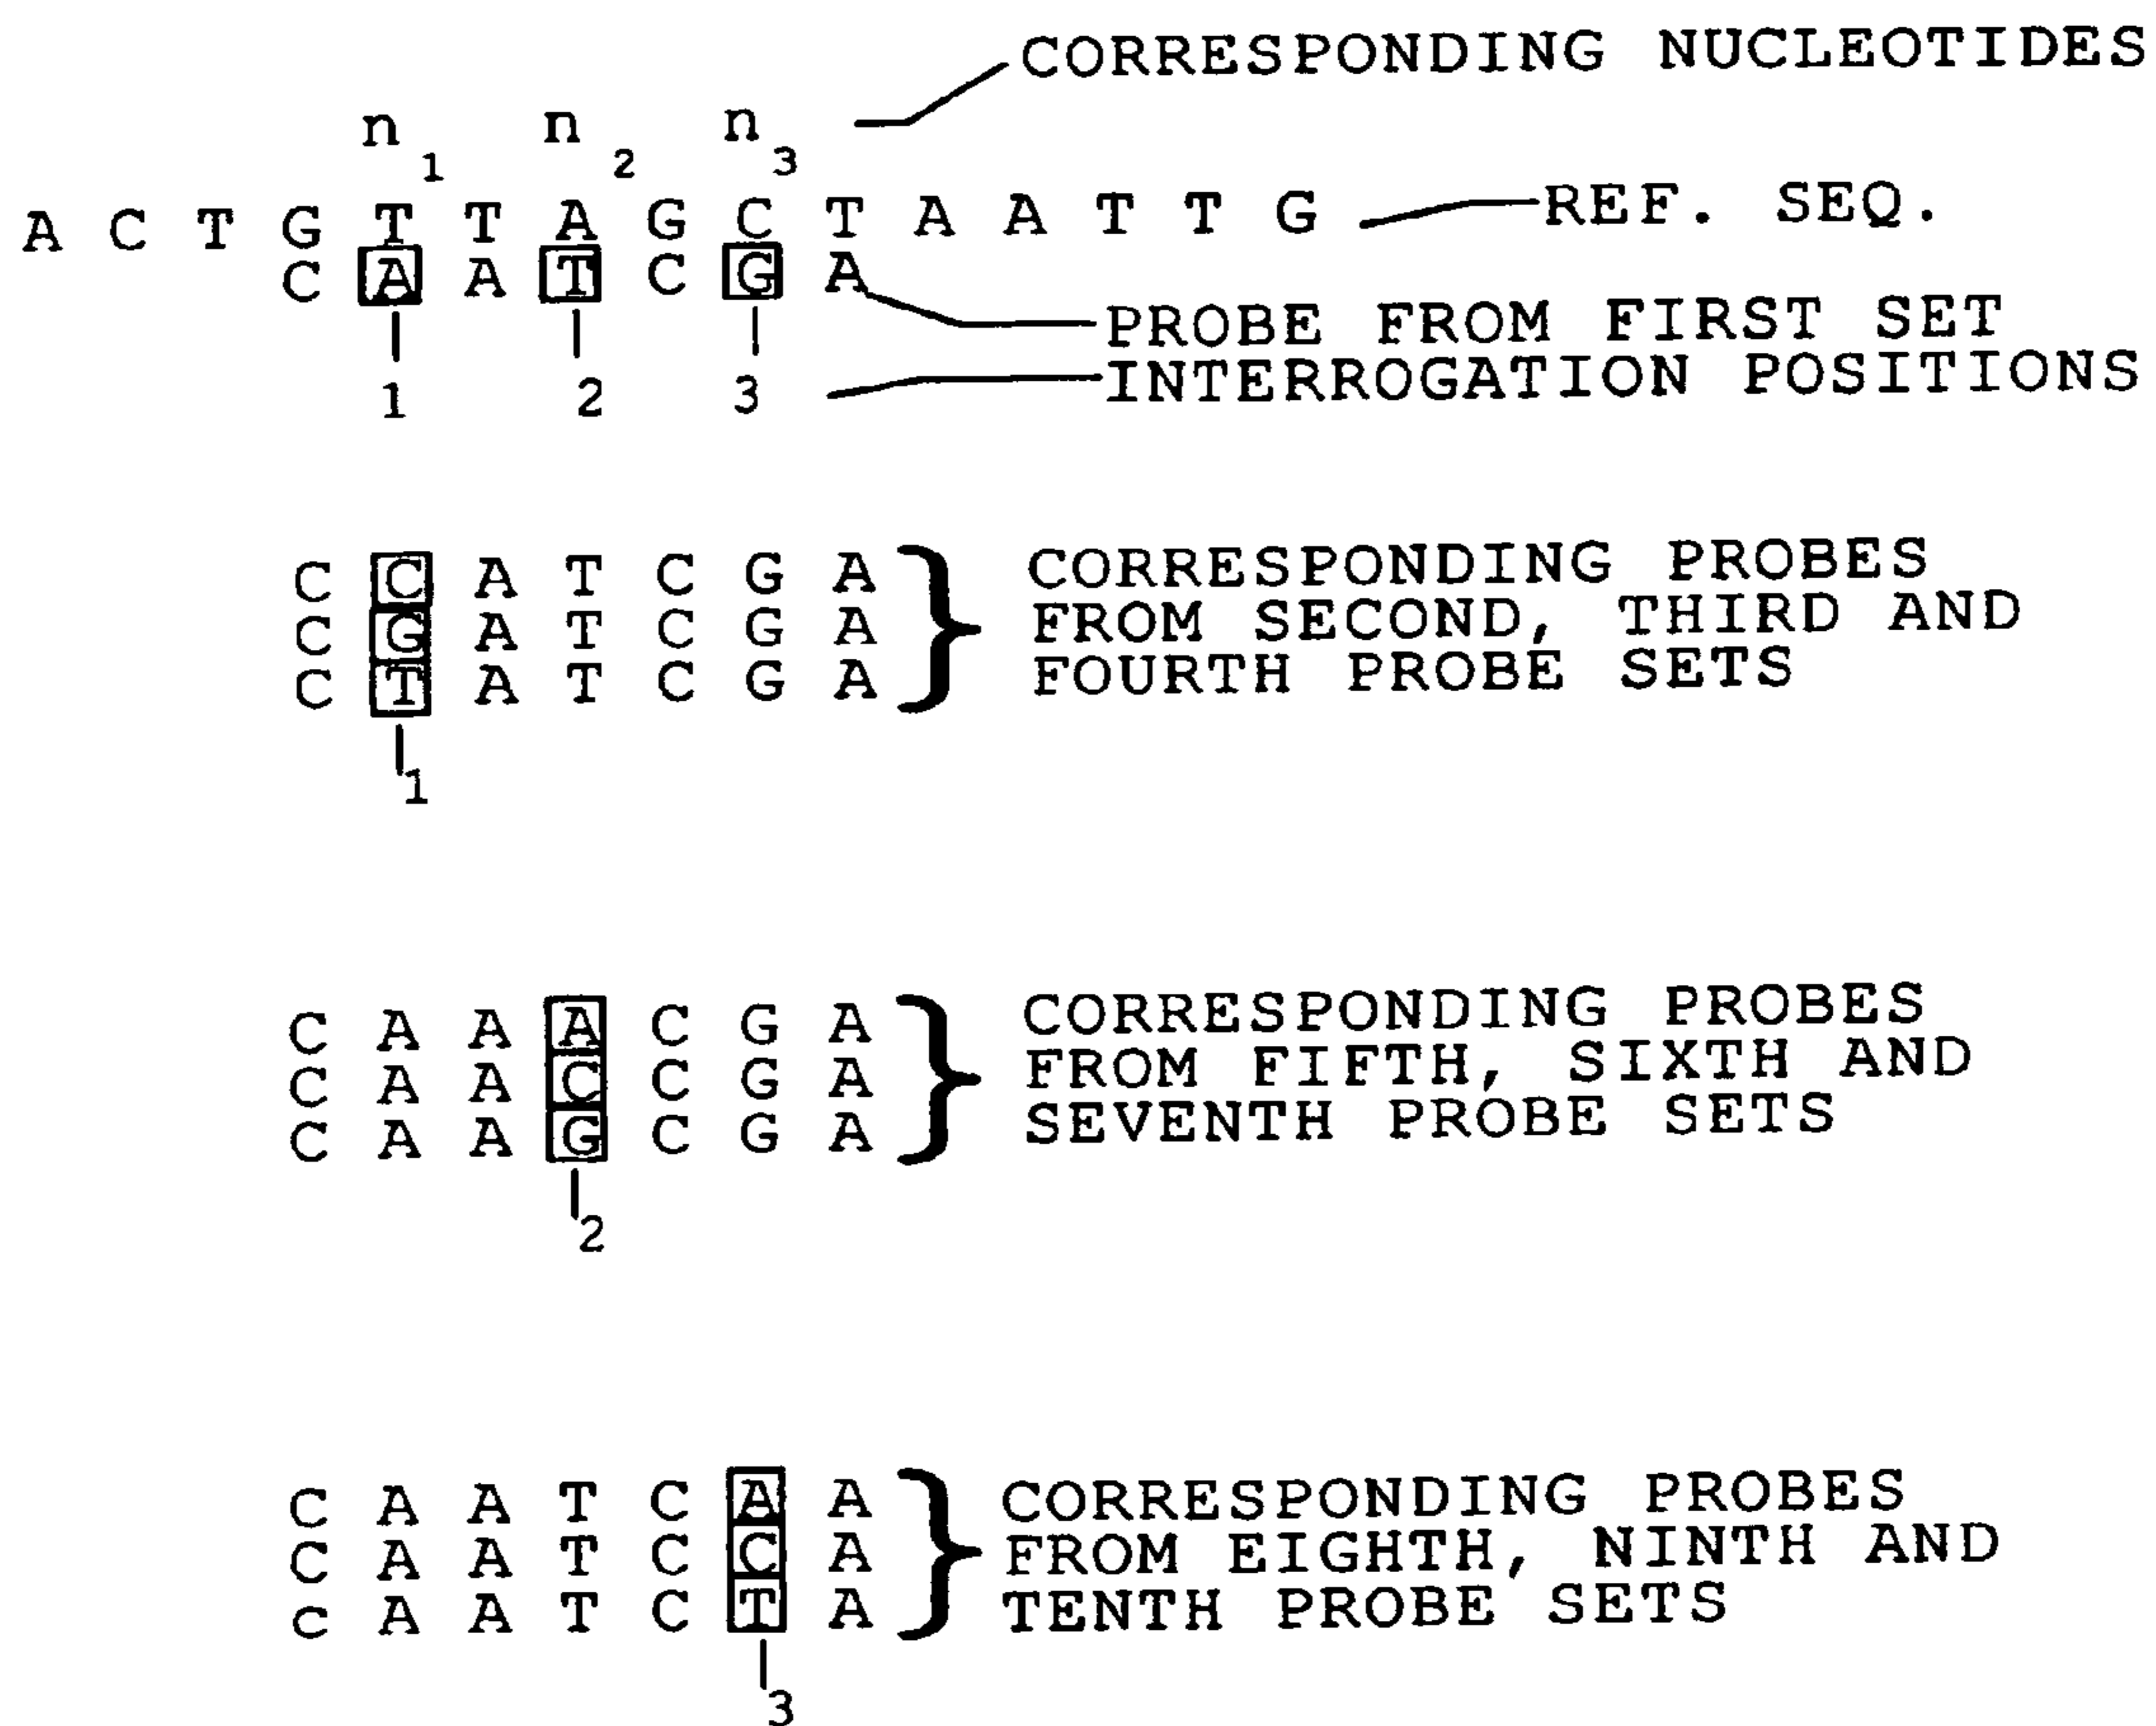 CORRESPONDING NUCLEOTIDES
n1 n2 n3
A C T G T T A G C T A A T T G REF. SEQ.
C A A T C G A
PROBE FROM FIRST SET
INTERROGATION POSITIONS
1 2 3
C C A T C G A CORRESPONDING PROBES
C G A T C G A FROM SECOND, THIRD AND
C T A T C G A FOURTH PROBE SETS
1
C A A A C G A CORRESPONDING PROBES
C A A C C G A FROM FIFTH, SIXTH AND
C A A G C G A SEVENTH PROBE SETS
2
C A A T C A A CORRESPONDING PROBES
C A A T C C A FROM EIGHTH, NINTH AND
C A A T C T A TENTH PROBE SETS
3